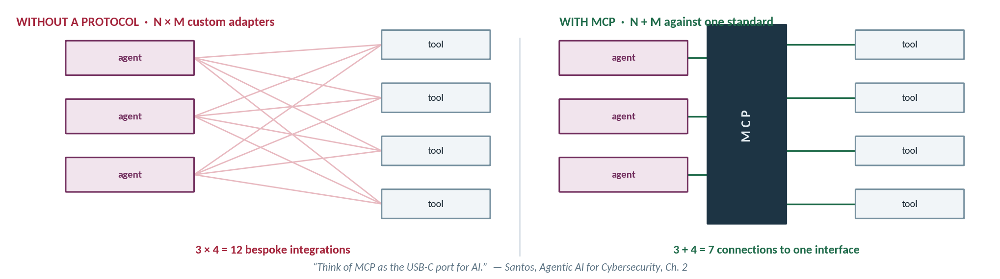 WITHOUT A PROTOCOL · N × M custom adapters
agent
agent
agent
tool
tool
tool
tool
3 × 4 = 12 bespoke integrations
WITH MCP · N + M against one standard
agent
agent
agent
MCP
tool
tool
tool
tool
3 + 4 = 7 connections to one interface
“Think of MCP as the USB-C port for AI.” — Santos, Agentic AI for Cybersecurity, Ch. 2